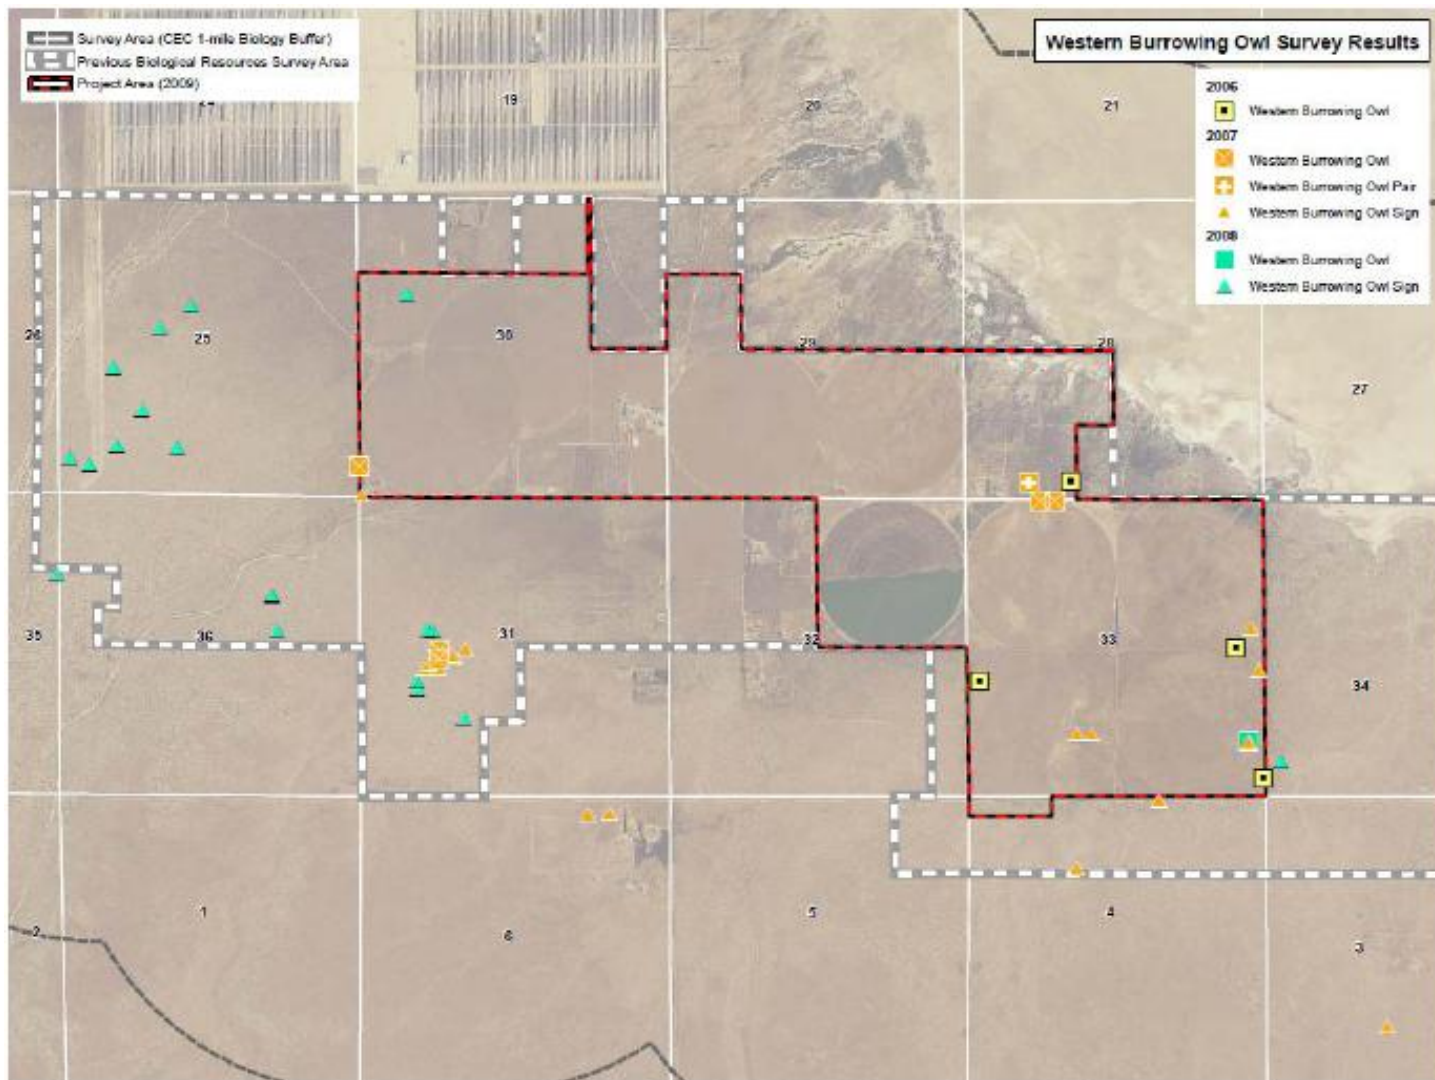 Survey Area (CEC 1-mile Biology Buffer)
Previous Biological Resources Survey Area
Project Area (2009)
Western Burrowing Owl Survey Results
2006
Western Burrowing Owl
2007
Western Burrowing Owl
Western Burrowing Owl Pair
Western Burrowing Owl Sign
2008
Western Burrowing Owl
Western Burrowing Owl Sign
19
20
21
26
25
30
29
28
27
35
36
31
32
33
34
2
1
6
5
4
3